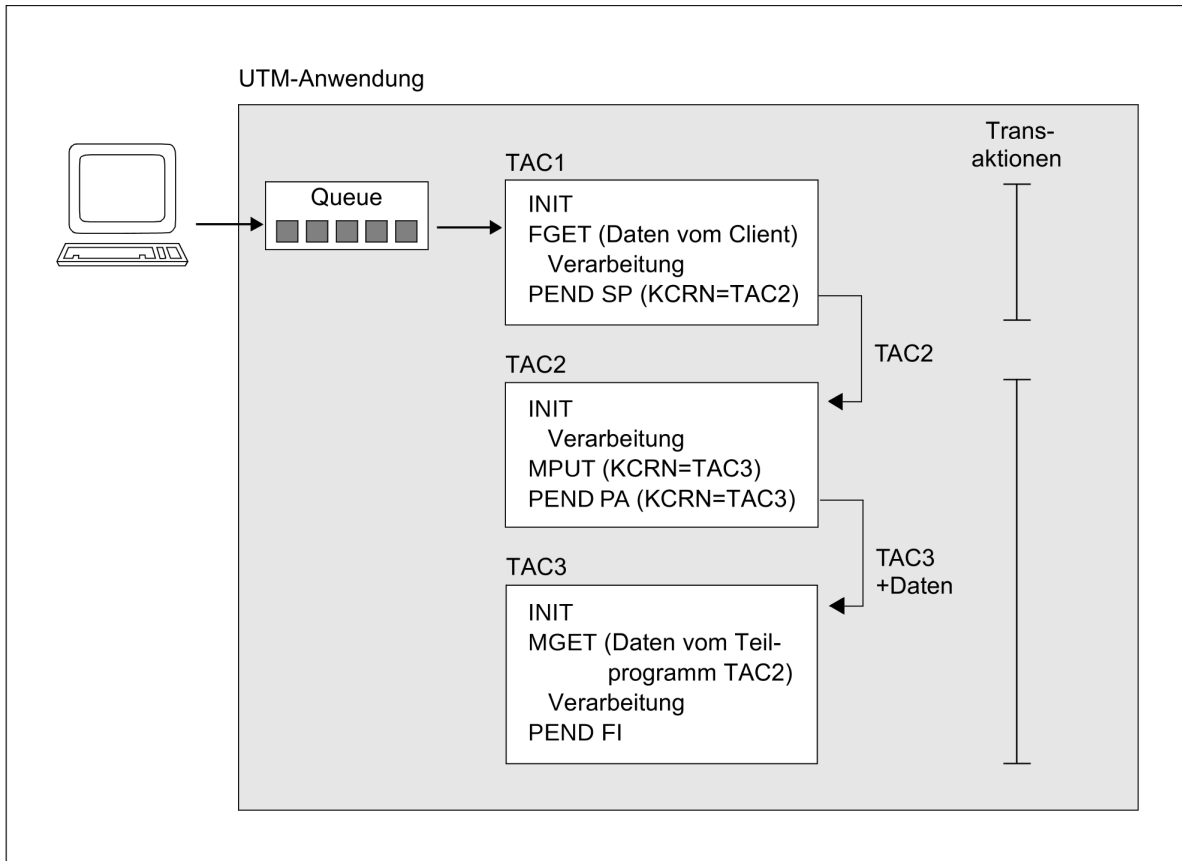 UTM-Anwendung
Trans-
aktionen
Queue
TAC1
INIT
FGET (Daten vom Client)
Verarbeitung
PEND SP (KCRN=TAC2)
TAC2
TAC2
INIT
Verarbeitung
MPUT (KCRN=TAC3)
PEND PA (KCRN=TAC3)
TAC3
+Daten
TAC3
INIT
MGET (Daten vom Teil-
programm TAC2)
Verarbeitung
PEND FI